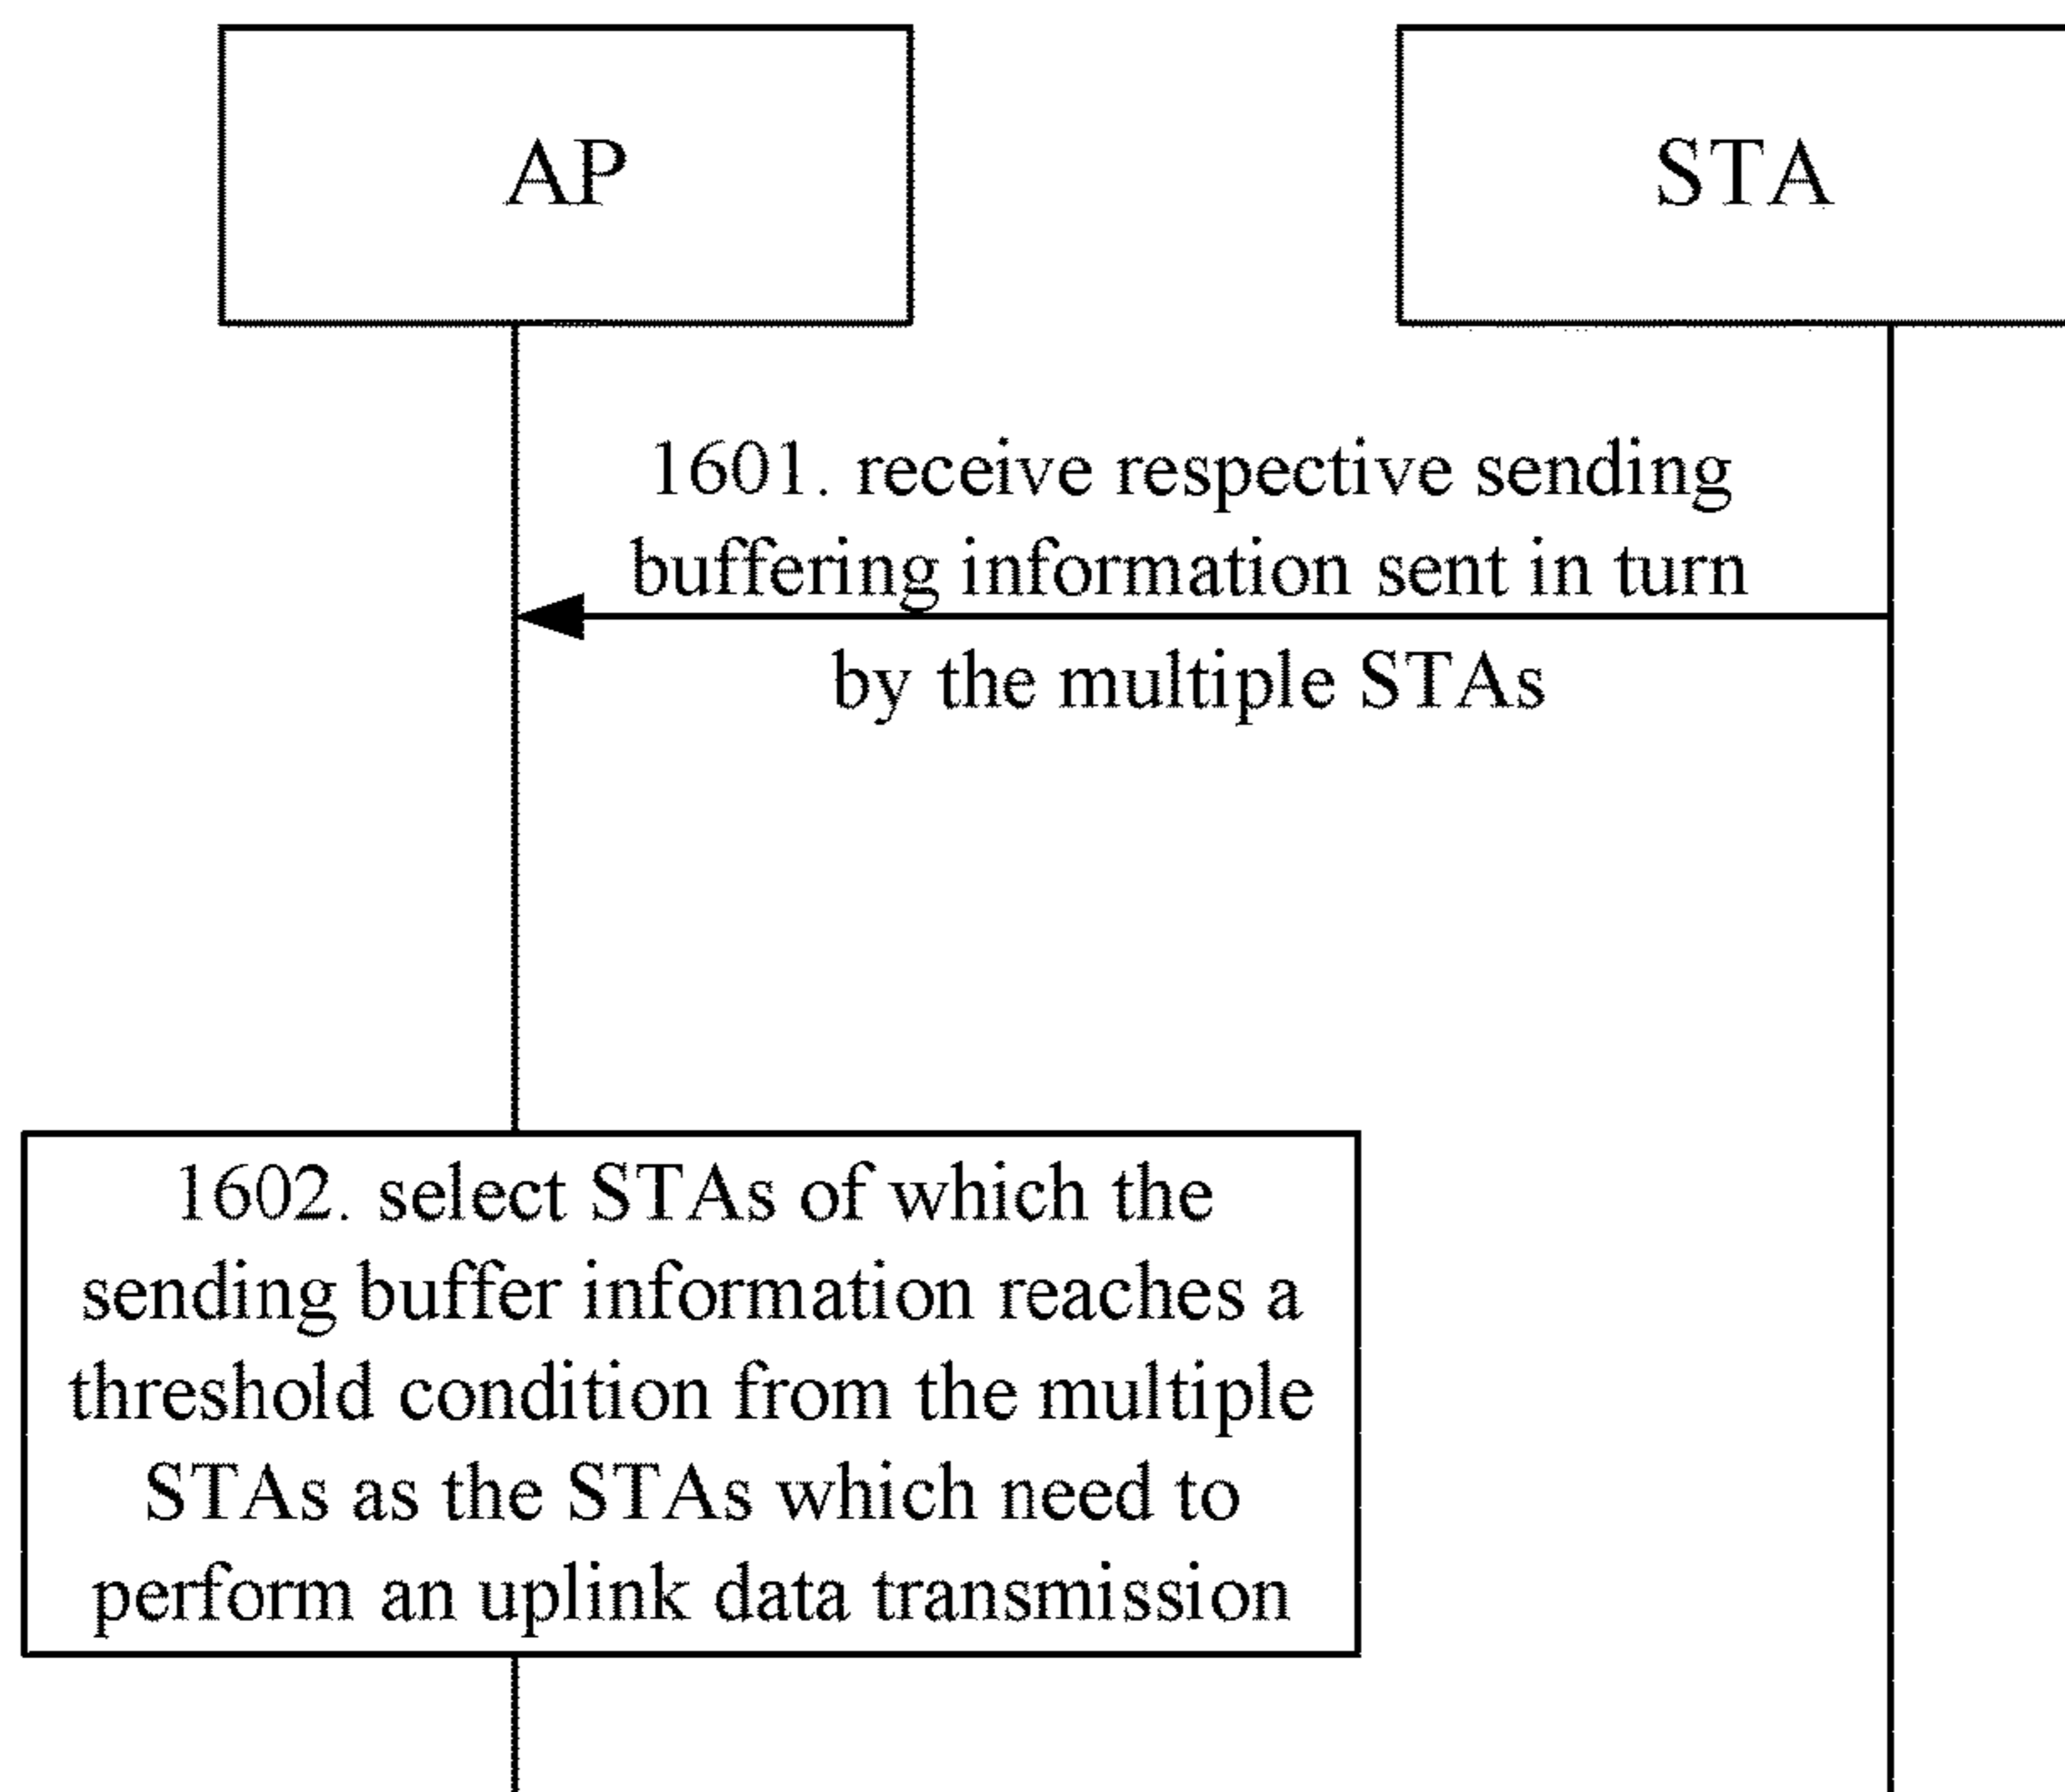 AP
STA
1601. receive respective sending
buffering information sent in turn
by the multiple STAs
1602. select STAs of which the
sending buffer information reaches a
threshold condition from the multiple
STAs as the STAs which need to
perform an uplink data transmission